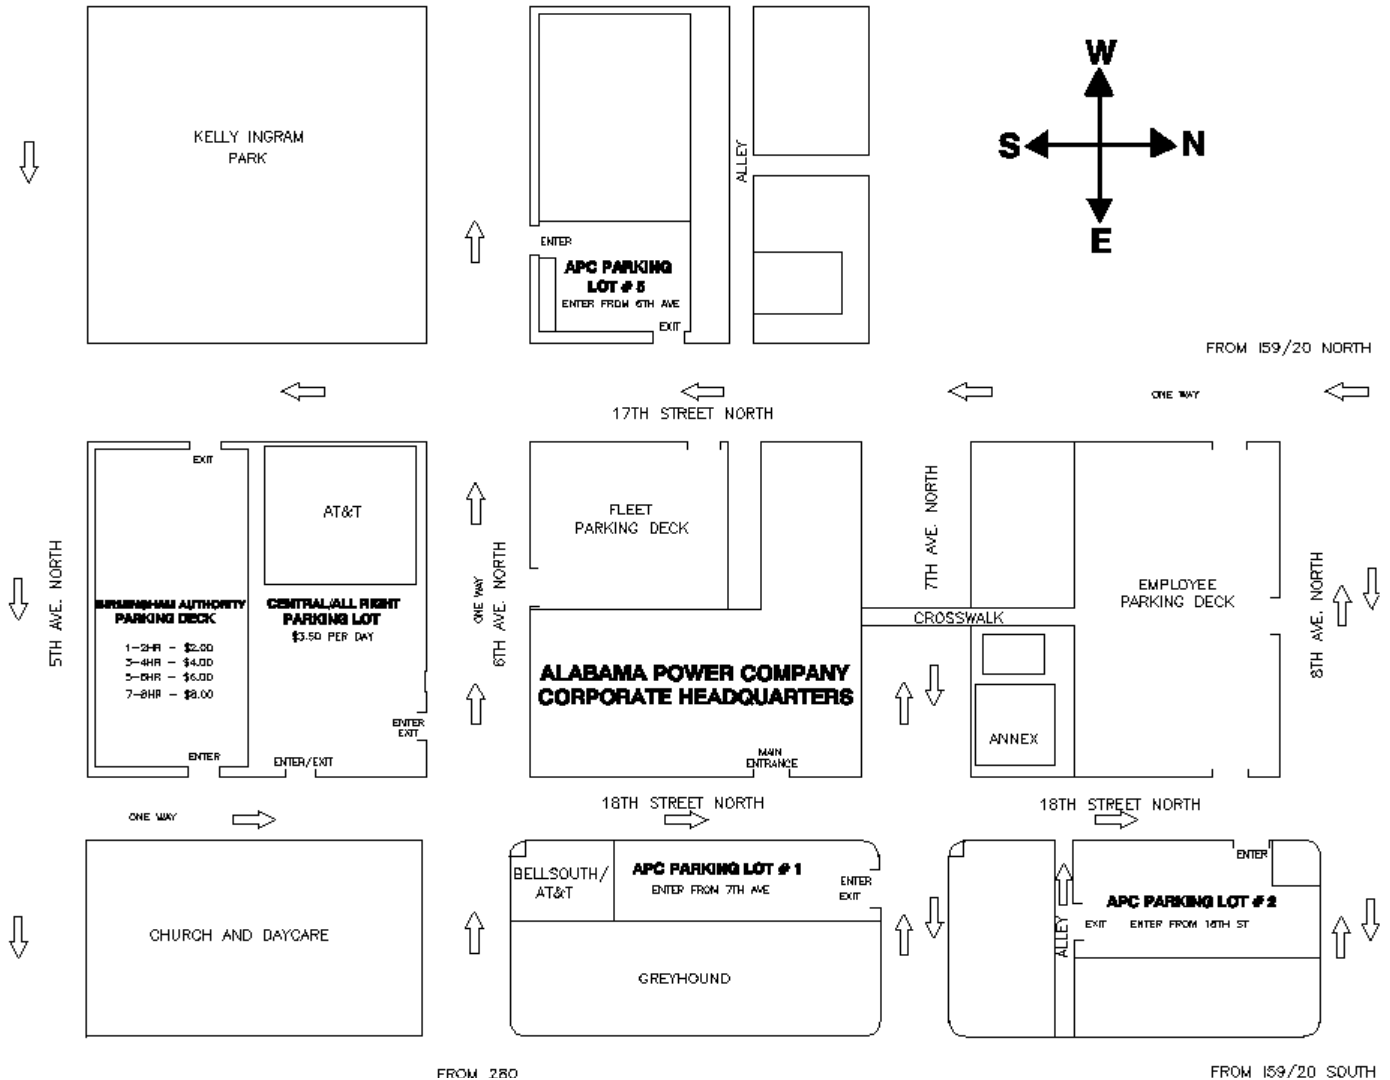 KELLY INGRAM
PARK
ALLEY
W
S
N
E
ENTER
APC PARKING
LOT # 5
ENTER FROM 6TH AVE
EXIT
FROM I59/20 NORTH
ONE WAY
17TH STREET NORTH
5TH AVE. NORTH
EXIT
AT&T
BIRMINGHAM AUTHORITY
PARKING DECK
1-2HR - $2.00
3-4HR - $4.00
5-6HR - $6.00
7-8HR - $8.00
ENTER
CENTRAL/ALL RIGHT
PARKING LOT
$3.50 PER DAY
ENTER
EXIT
ENTER/EXIT
ONE WAY
6TH AVE. NORTH
FLEET
PARKING DECK
ALABAMA POWER COMPANY
CORPORATE HEADQUARTERS
MAIN
ENTRANCE
7TH AVE. NORTH
CROSSWALK
EMPLOYEE
PARKING DECK
ANNEX
8TH AVE. NORTH
ONE WAY
18TH STREET NORTH
18TH STREET NORTH
CHURCH AND DAYCARE
BELLSOUTH/
AT&T
APC PARKING LOT # 1
ENTER FROM 7TH AVE
ENTER
EXIT
GREYHOUND
ALLEY
ENTER
APC PARKING LOT # 2
EXIT
ENTER FROM 18TH ST
FROM 280
FROM I59/20 SOUTH